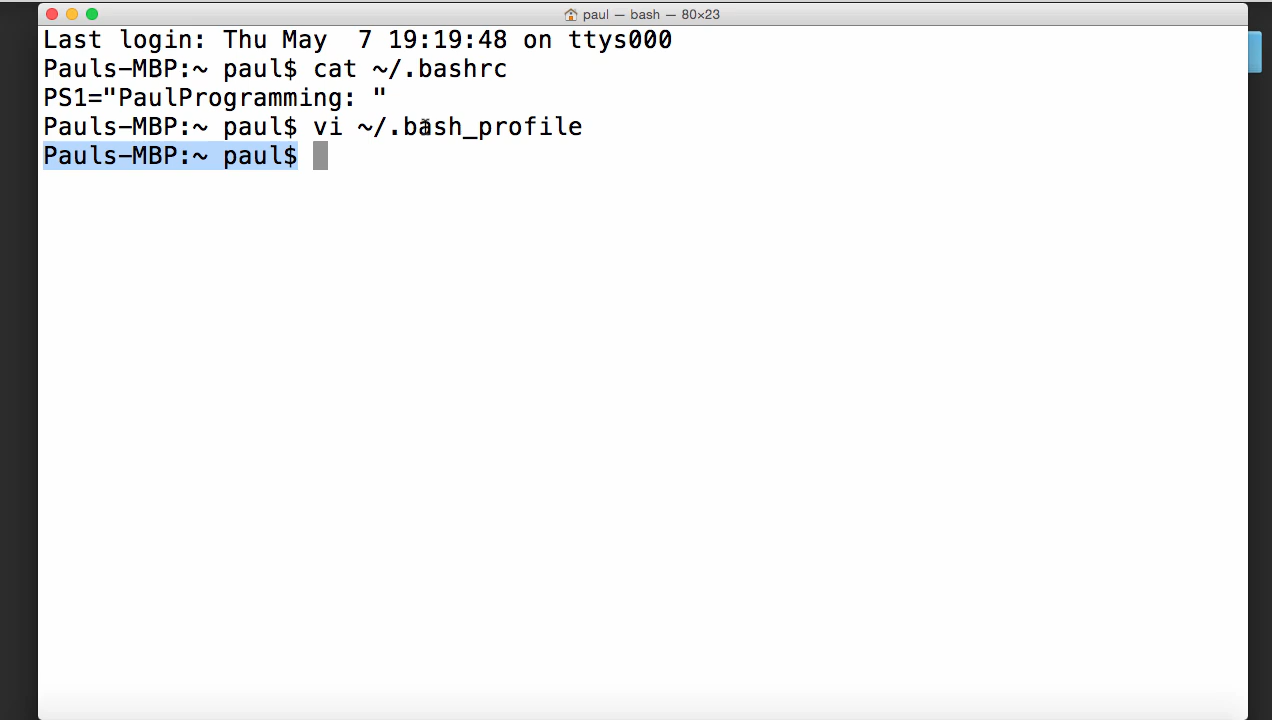 paul — bash — 80×23
Last login: Thu May  7 19:19:48 on ttys000
Pauls-MBP:~ paul$ cat ~/.bashrc
PS1="PaulProgramming: "
Pauls-MBP:~ paul$ vi ~/.bash_profile
Pauls-MBP:~ paul$